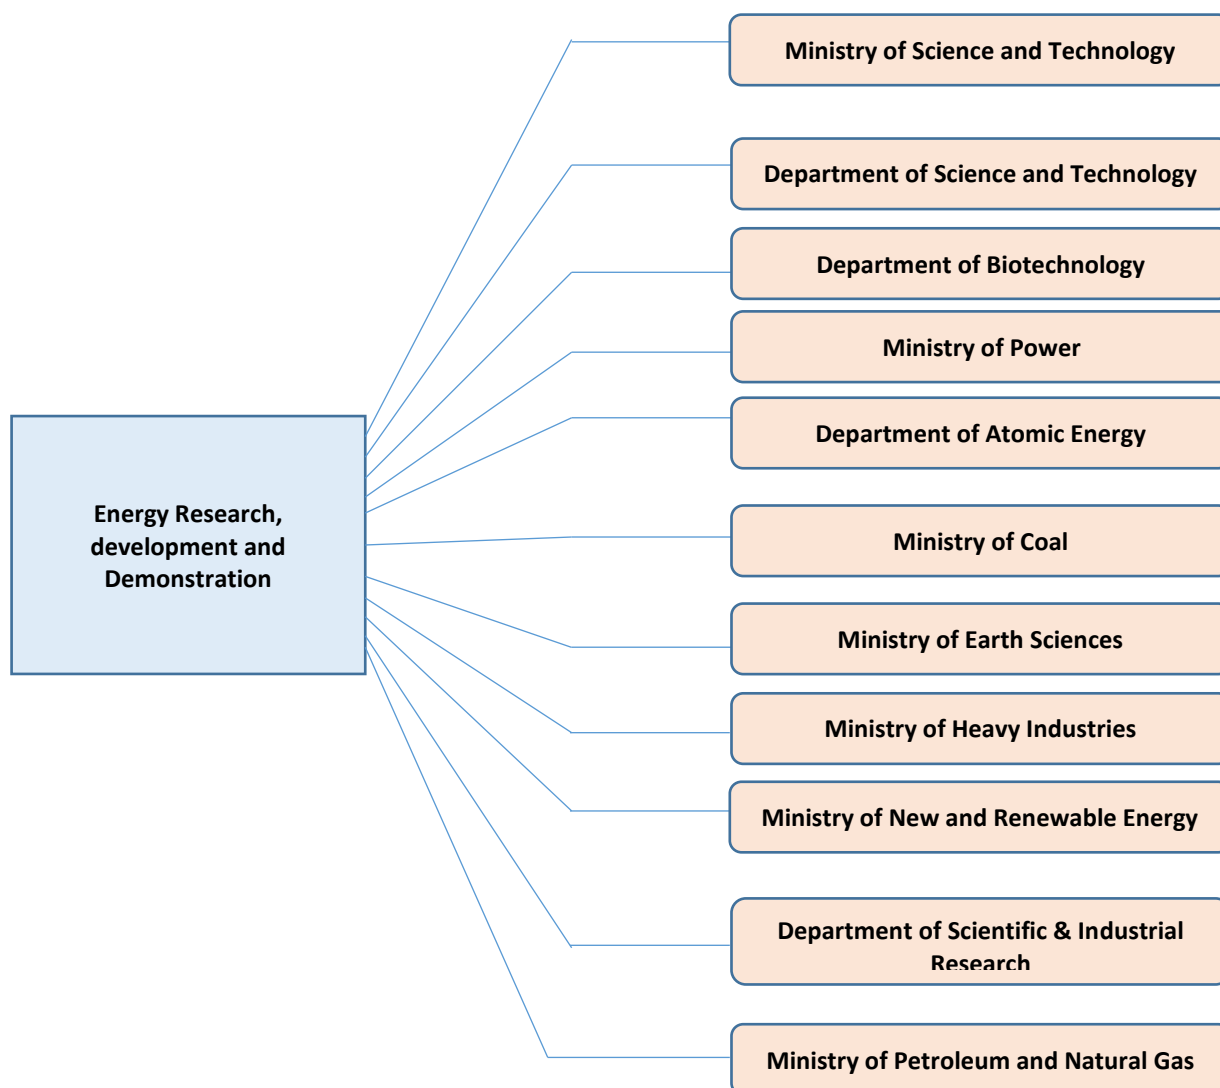 Ministry of Science and Technology
Department of Science and Technology
Department of Biotechnology
Ministry of Power
Department of Atomic Energy
Energy Research,
development and
Demonstration
Ministry of Coal
Ministry of Earth Sciences
Ministry of Heavy Industries
Ministry of New and Renewable Energy
Department of Scientific & Industrial
Research
Ministry of Petroleum and Natural Gas